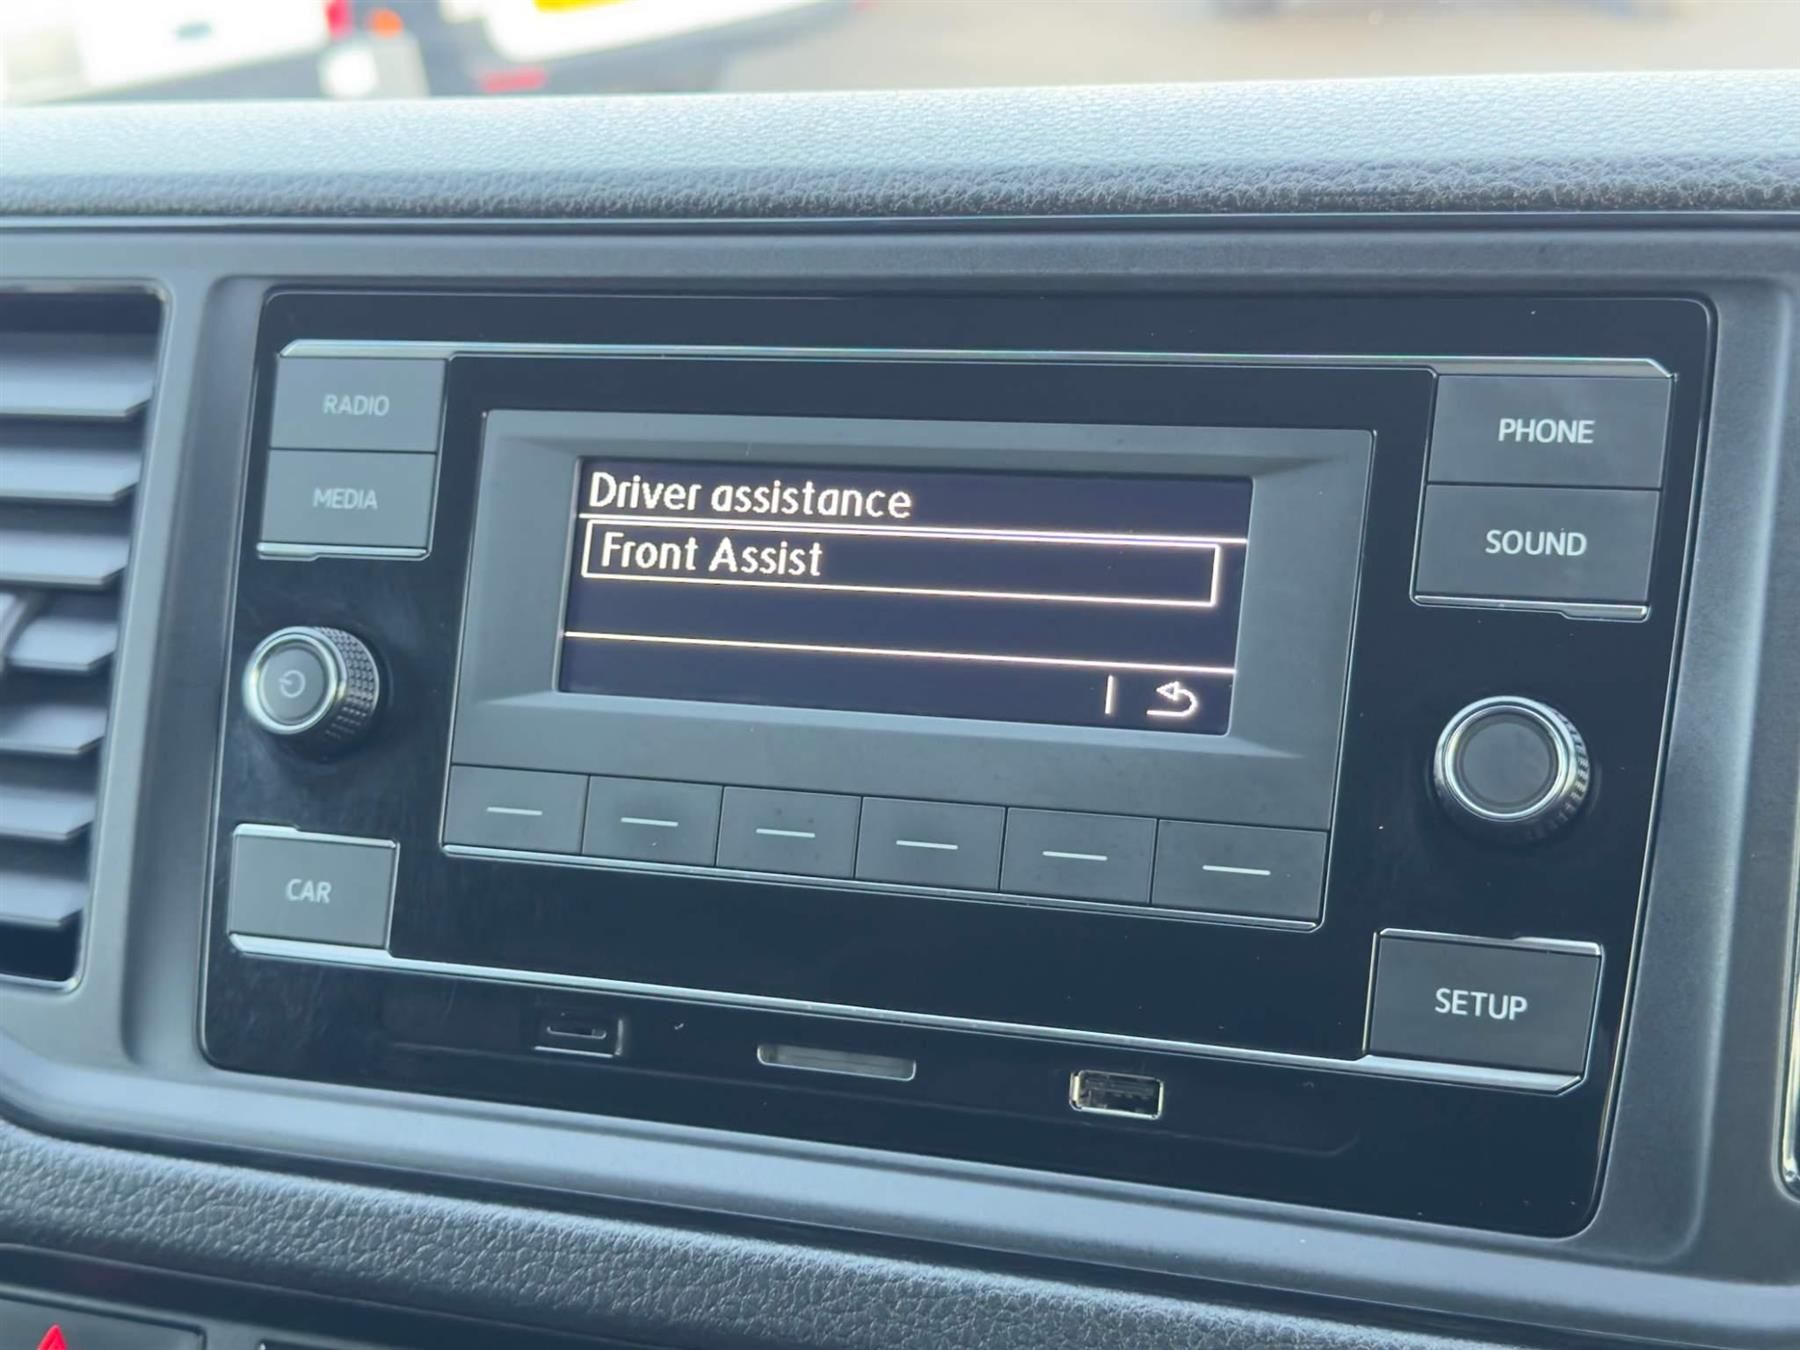 RADIO
MEDIA
Driver assistance
Front Assist
PHONE
SOUND
CAR
SETUP